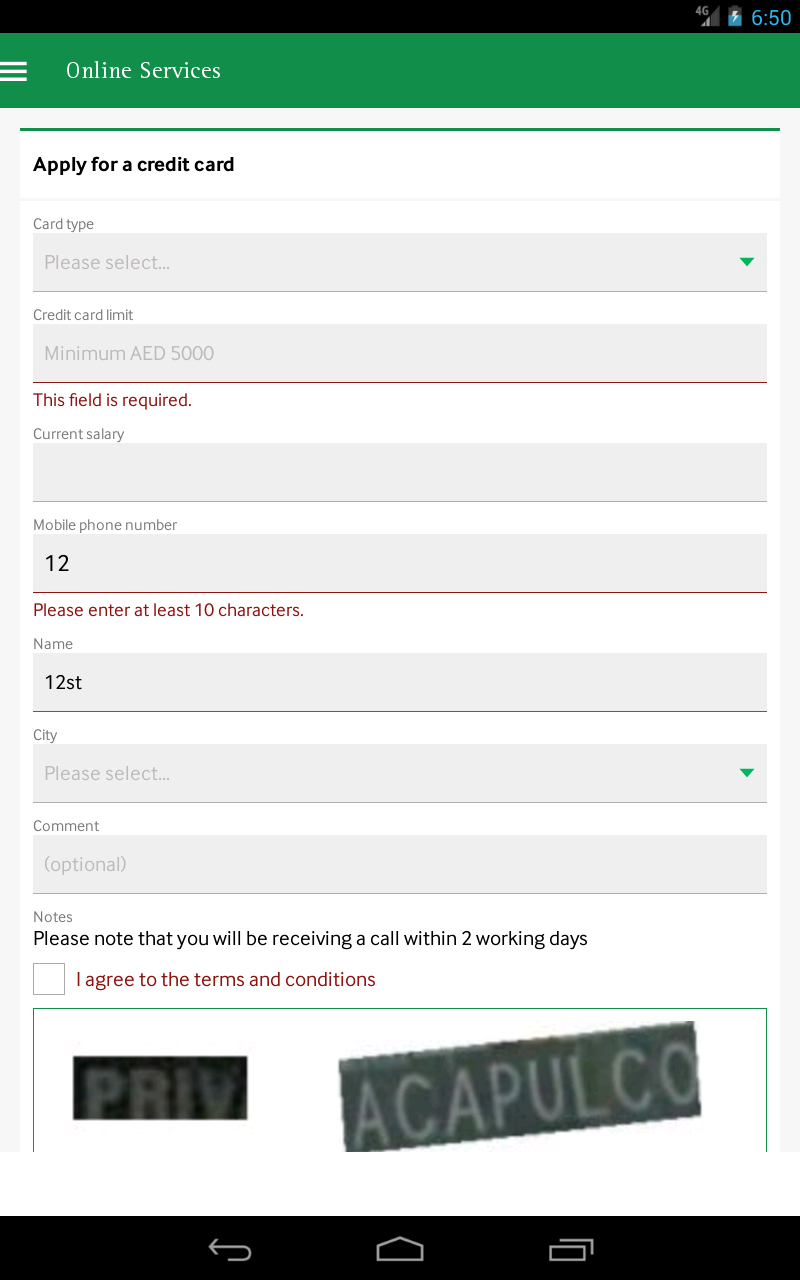 4G 6:50
Online Services
Apply for a credit card
Card type
Please select...
Credit card limit
Minimum AED 5000
This field is required.
Current salary
Mobile phone number
12
Please enter at least 10 characters.
Name
12st
City
Please select...
Comment
(optional)
Notes
Please note that you will be receiving a call within 2 working days
I agree to the terms and conditions
PRIV ACAPULCO